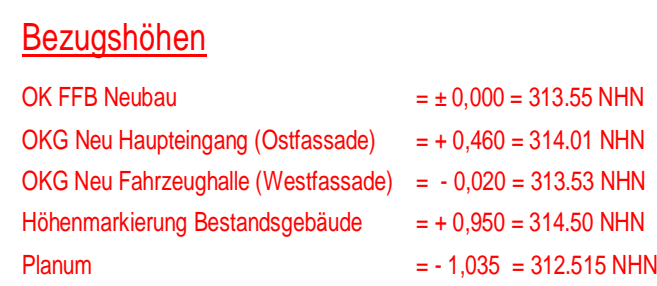 Bezugshöhen
OK FFB Neubau = ± 0,000 = 313.55 NHN
OKG Neu Haupteingang (Ostfassade) = + 0,460 = 314.01 NHN
OKG Neu Fahrzeughalle (Westfassade) = - 0,020 = 313.53 NHN
Höhenmarkierung Bestandsgebäude = + 0,950 = 314.50 NHN
Planum = - 1,035 = 312.515 NHN